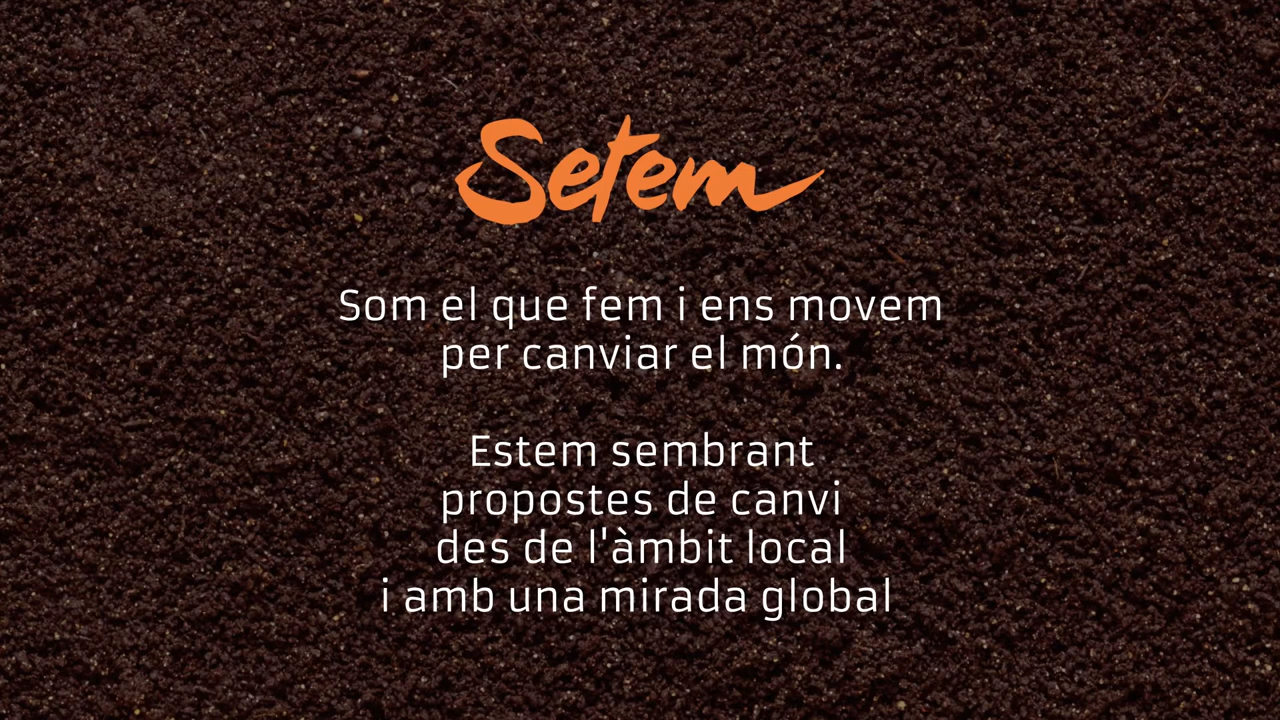 Setem
Som el que fem i ens movem
per canviar el món.
Estem sembrant
propostes de canvi
des de l'àmbit local
i amb una mirada global